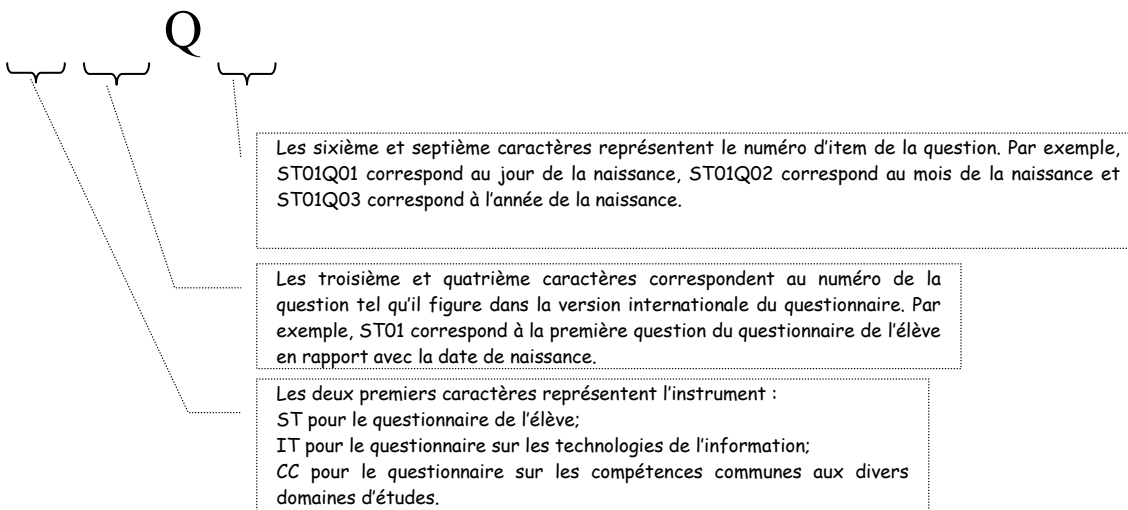 Q
Les sixième et septième caractères représentent le numéro d'item de la question. Par exemple,
ST01Q01 correspond au jour de la naissance, ST01Q02 correspond au mois de la naissance et
ST01Q03 correspond à l'année de la naissance.
Les troisième et quatrième caractères correspondent au numéro de la
question tel qu'il figure dans la version internationale du questionnaire. Par
exemple, ST01 correspond à la première question du questionnaire de l'élève
en rapport avec la date de naissance.
Les deux premiers caractères représentent l'instrument :
ST pour le questionnaire de l'élève;
IT pour le questionnaire sur les technologies de l'information;
CC pour le questionnaire sur les compétences communes aux divers
domaines d'études.